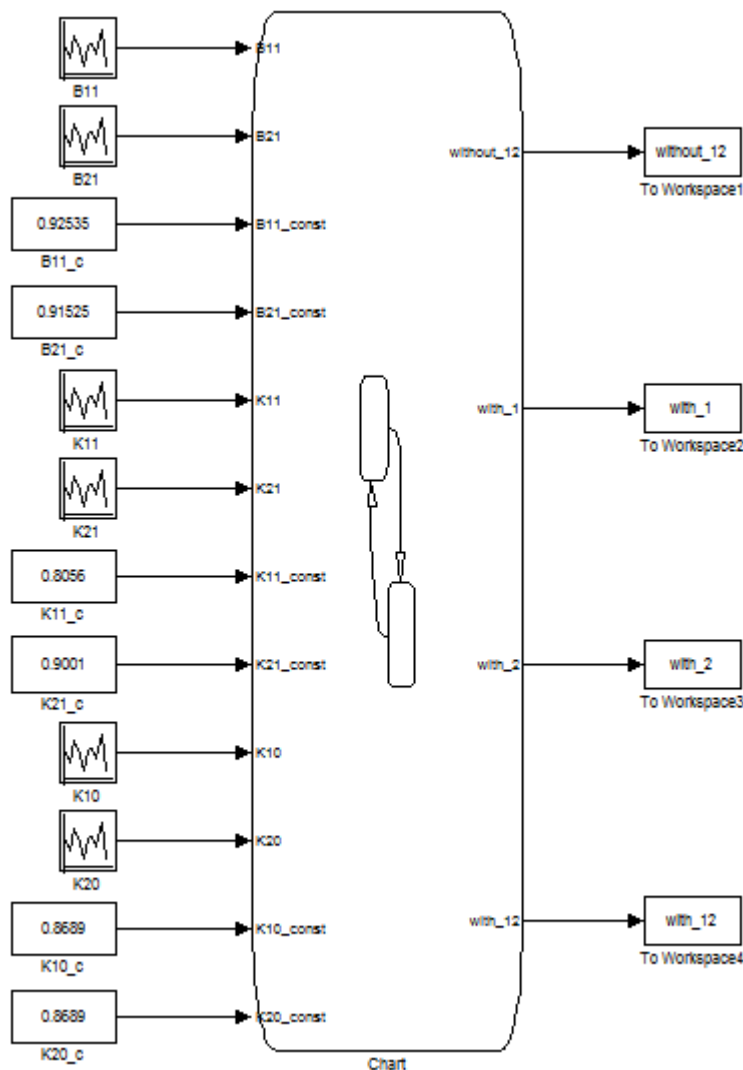 B11
B11
B21
B21
without_12
without_12
To Workspace1
0.92535
B11_const
B11_c
0.91525
B21_const
B21_c
K11
K11
with_1
with_1
To Workspace2
K21
K21
0.8056
K11_const
K11_c
0.9001
K21_const
K21_c
with_2
with_2
To Workspace3
K10
K10
K20
K20
0.8689
K10_const
K10_c
with_12
with_12
To Workspace4
0.8689
K20_const
K20_c
Chart